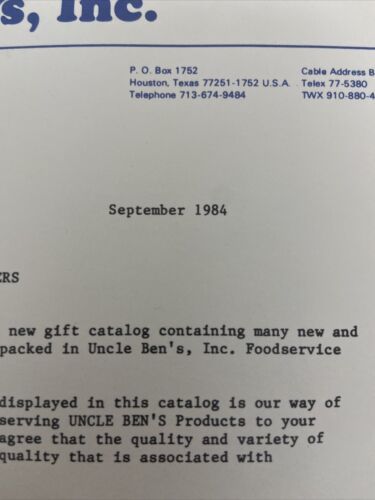 s, Inc.
P. O. Box 1752 Cable Address B
Houston, Texas 77251-1752 U.S.A. Telex 77-5380
Telephone 713-674-9484 TWX 910-880-4
September 1984
ERS
new gift catalog containing many new and
packed in Uncle Ben's, Inc. Foodservice
displayed in this catalog is our way of
serving UNCLE BEN'S Products to your
agree that the quality and variety of
quality that is associated with